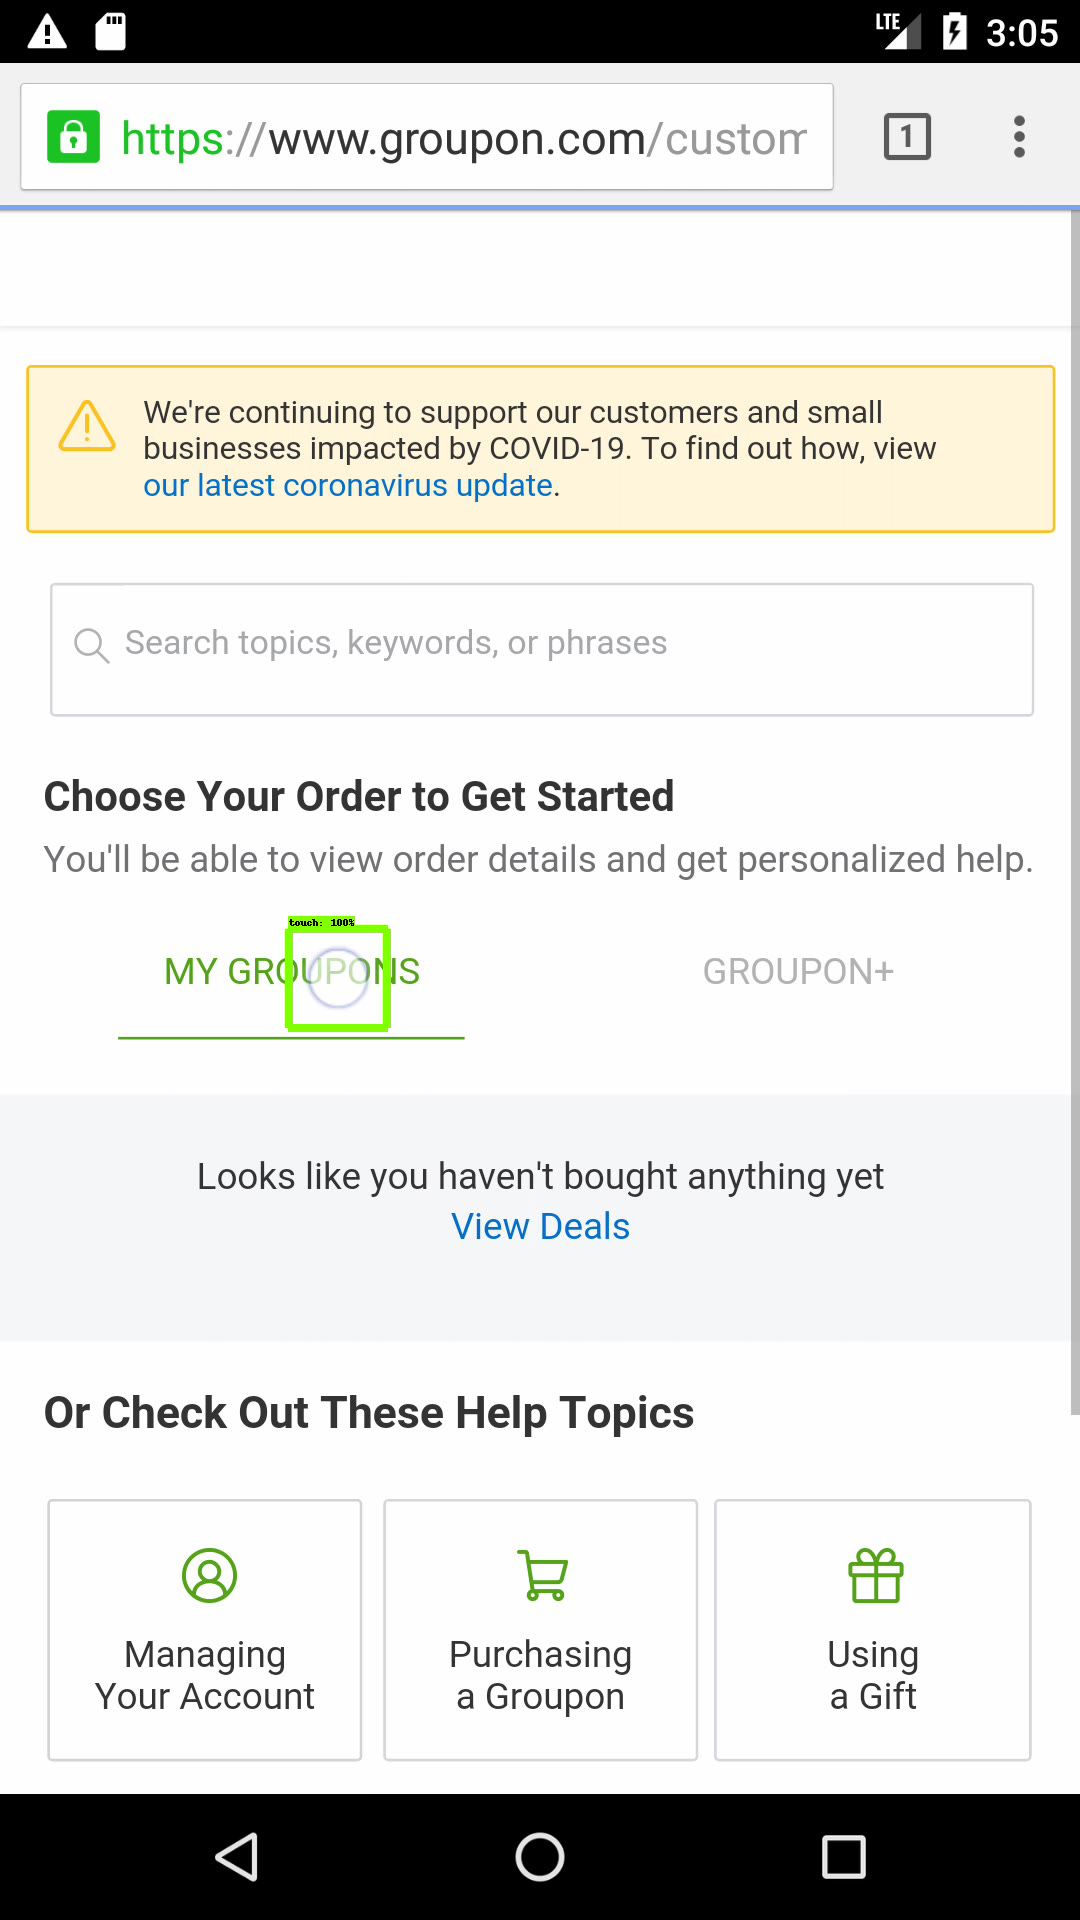 LTE 3:05
https://www.groupon.com/custom
1
We're continuing to support our customers and small
businesses impacted by COVID-19. To find out how, view
our latest coronavirus update.
Search topics, keywords, or phrases
Choose Your Order to Get Started
You'll be able to view order details and get personalized help.
touch: 100%
MY GROUPONS GROUPON+
Looks like you haven't bought anything yet
View Deals
Or Check Out These Help Topics
Managing
Your Account
Purchasing
a Groupon
Using
a Gift